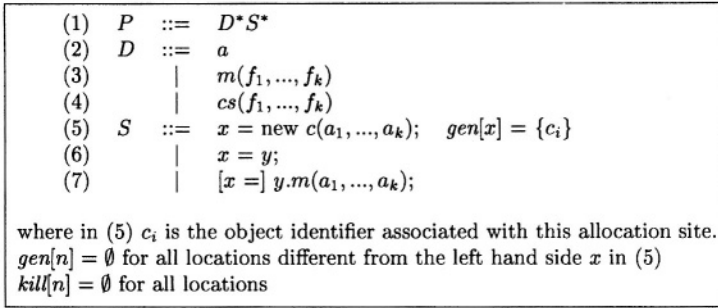 (1) P ::= D*S*
(2) D ::= a
(3) | m(f₁,...,fₖ)
(4) | cs(f₁,...,fₖ)
(5) S ::= x = new c(a₁,...,aₖ); gen[x] = {cᵢ}
(6) | x = y;
(7) | [x =] y.m(a₁,...,aₖ);
where in (5) cᵢ is the object identifier associated with this allocation site.
gen[n] = ∅ for all locations different from the left hand side x in (5)
kill[n] = ∅ for all locations